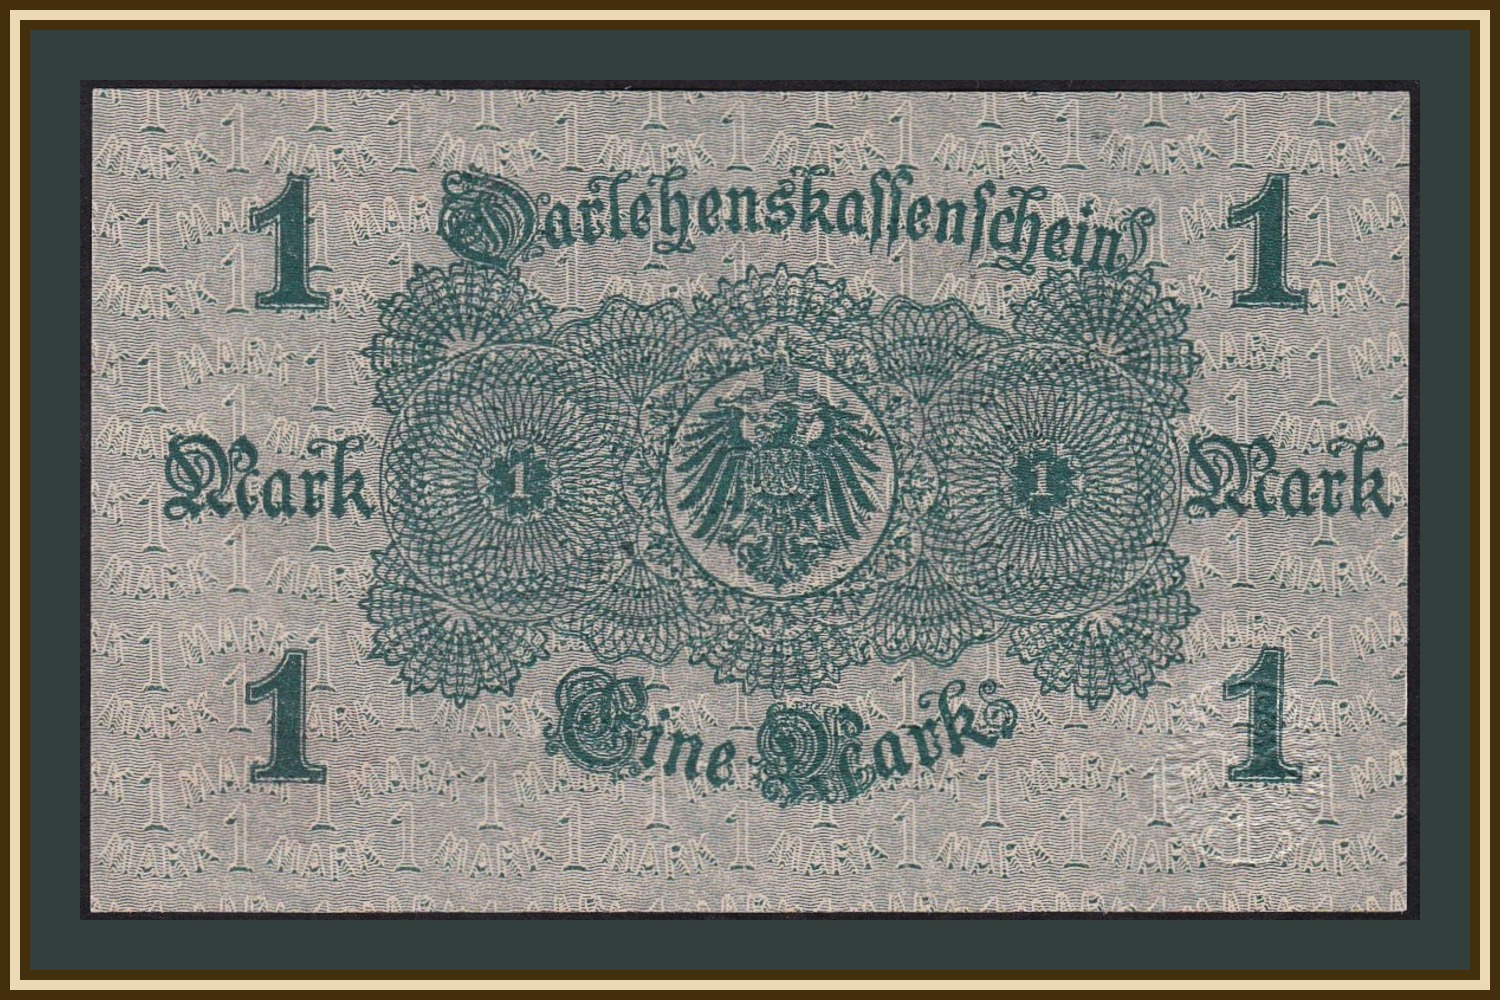 1 Darlehenskassenschein 1
Mark 1 1 Mark
1 Eine Mark 1